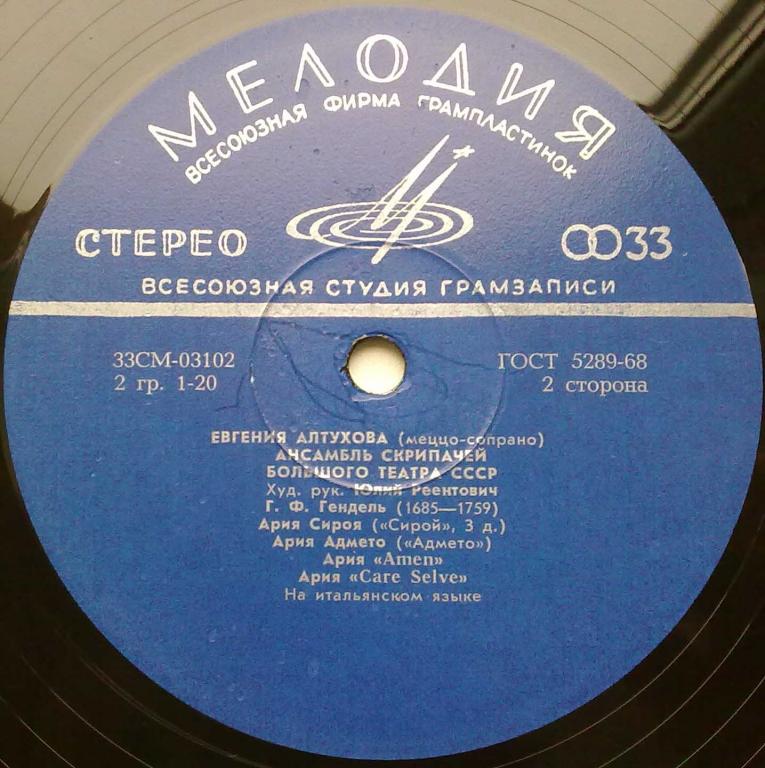 МЕЛОДИЯ
ВСЕСОЮЗНАЯ ФИРМА ГРАМПЛАСТИНОК
СТЕРЕО 33
ВСЕСОЮЗНАЯ СТУДИЯ ГРАМЗАПИСИ
33СМ-03102 ГОСТ 5289-68
2 гр. 1-20 2 сторона
ЕВГЕНИЯ АЛТУХОВА (меццо-сопрано)
АНСАМБЛЬ СКРИПАЧЕЙ
БОЛЬШОГО ТЕАТРА СССР
Худ. рук. Юлий Реентович
Г. Ф. Гендель (1685—1759)
Ария Сироя («Сирой», 3 д.)
Ария Адмето («Адмето»)
Ария «Amen»
Ария «Care Selve»
На итальянском языке